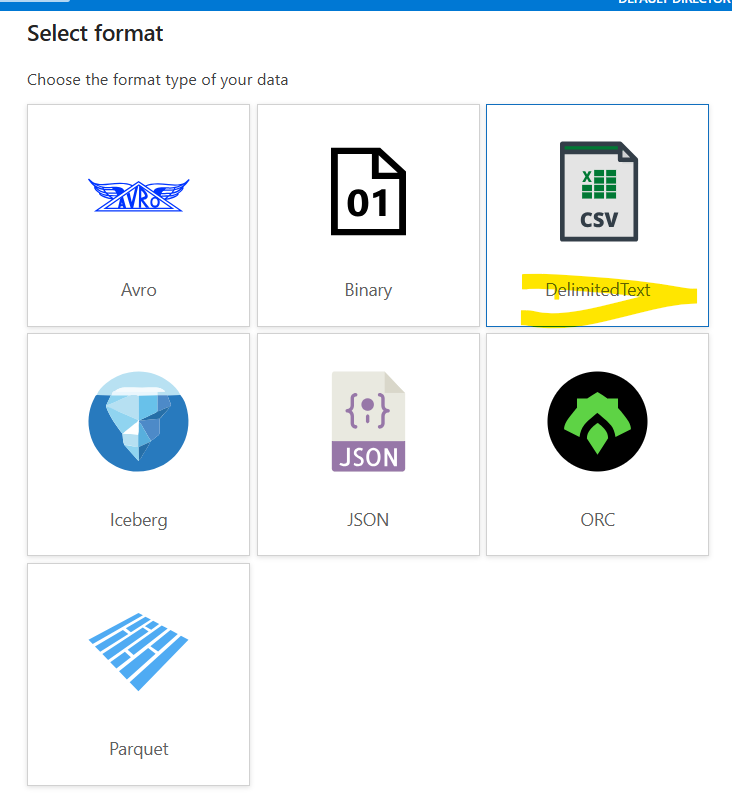 Select format
Choose the format type of your data
AVRO
01
X
CSV
Avro
Binary
DelimitedText
{ }
JSON
Iceberg
JSON
ORC
Parquet